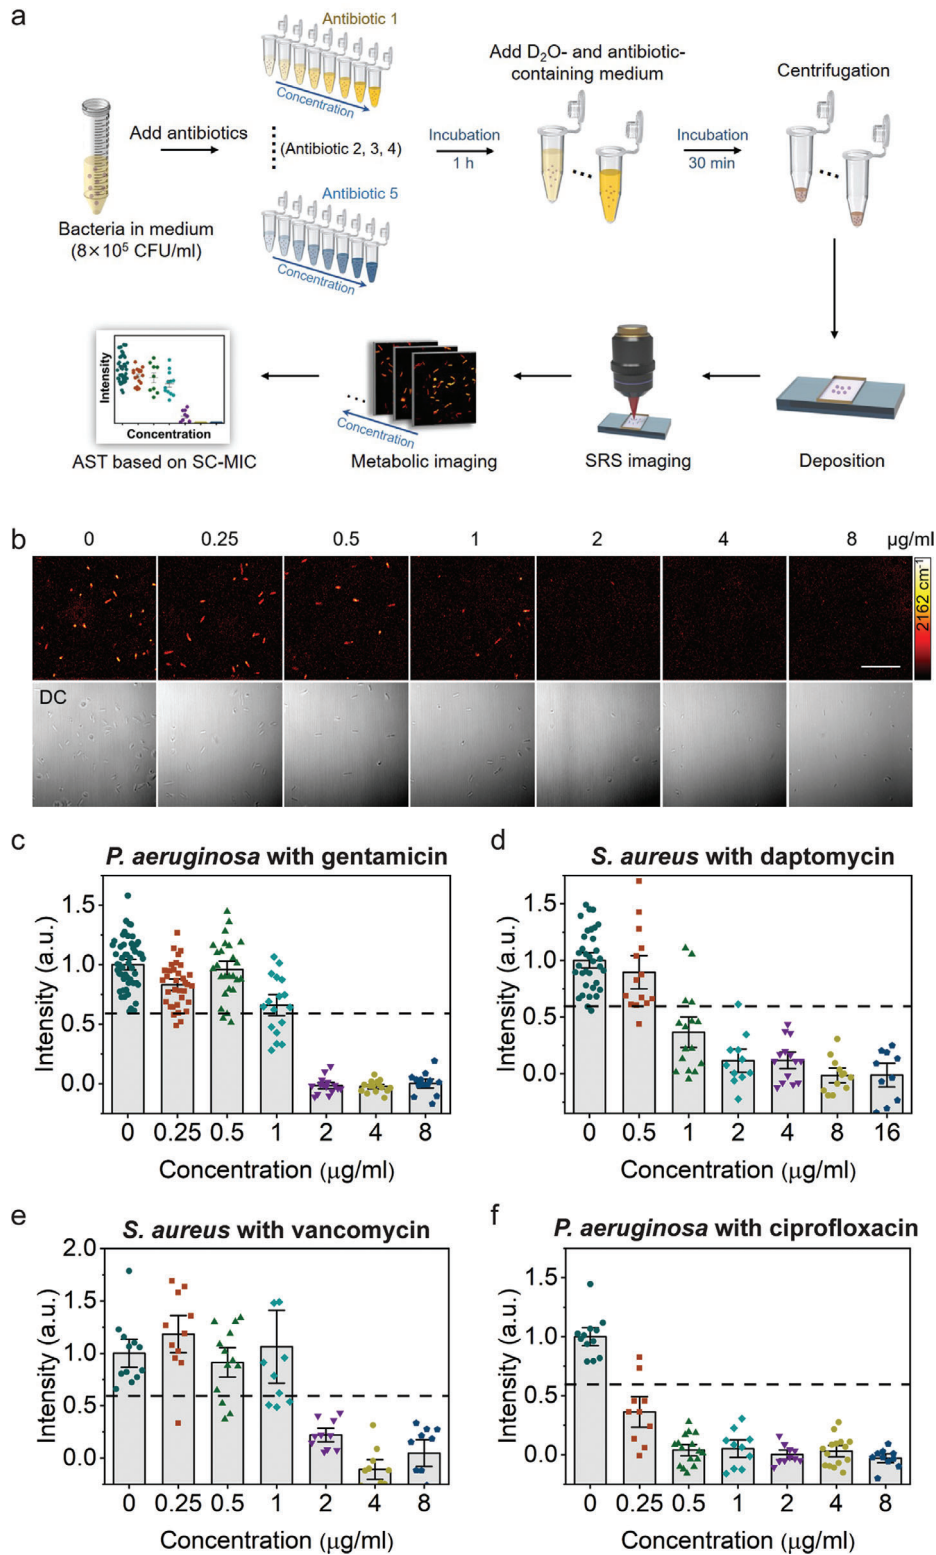 a
Antibiotic 1
Concentration
Add antibiotics
(Antibiotic 2, 3, 4)
Antibiotic 5
Concentration
Bacteria in medium
(8×10⁵ CFU/ml)
Incubation
1 h
Add D₂O- and antibiotic-
containing medium
Incubation
30 min
Centrifugation
Deposition
SRS imaging
Concentration
Metabolic imaging
Intensity
Concentration
AST based on SC-MIC
b
0 0.25 0.5 1 2 4 8 µg/ml
2162 cm⁻¹
DC
c
P. aeruginosa with gentamicin
Intensity (a.u.)
1.5
1.0
0.5
0.0
0 0.25 0.5 1 2 4 8
Concentration (µg/ml)
d
S. aureus with daptomycin
Intensity (a.u.)
1.5
1.0
0.5
0.0
0 0.5 1 2 4 8 16
Concentration (µg/ml)
e
S. aureus with vancomycin
Intensity (a.u.)
2.0
1.5
1.0
0.5
0.0
0 0.25 0.5 1 2 4 8
Concentration (µg/ml)
f
P. aeruginosa with ciprofloxacin
Intensity (a.u.)
1.5
1.0
0.5
0.0
0 0.25 0.5 1 2 4 8
Concentration (µg/ml)